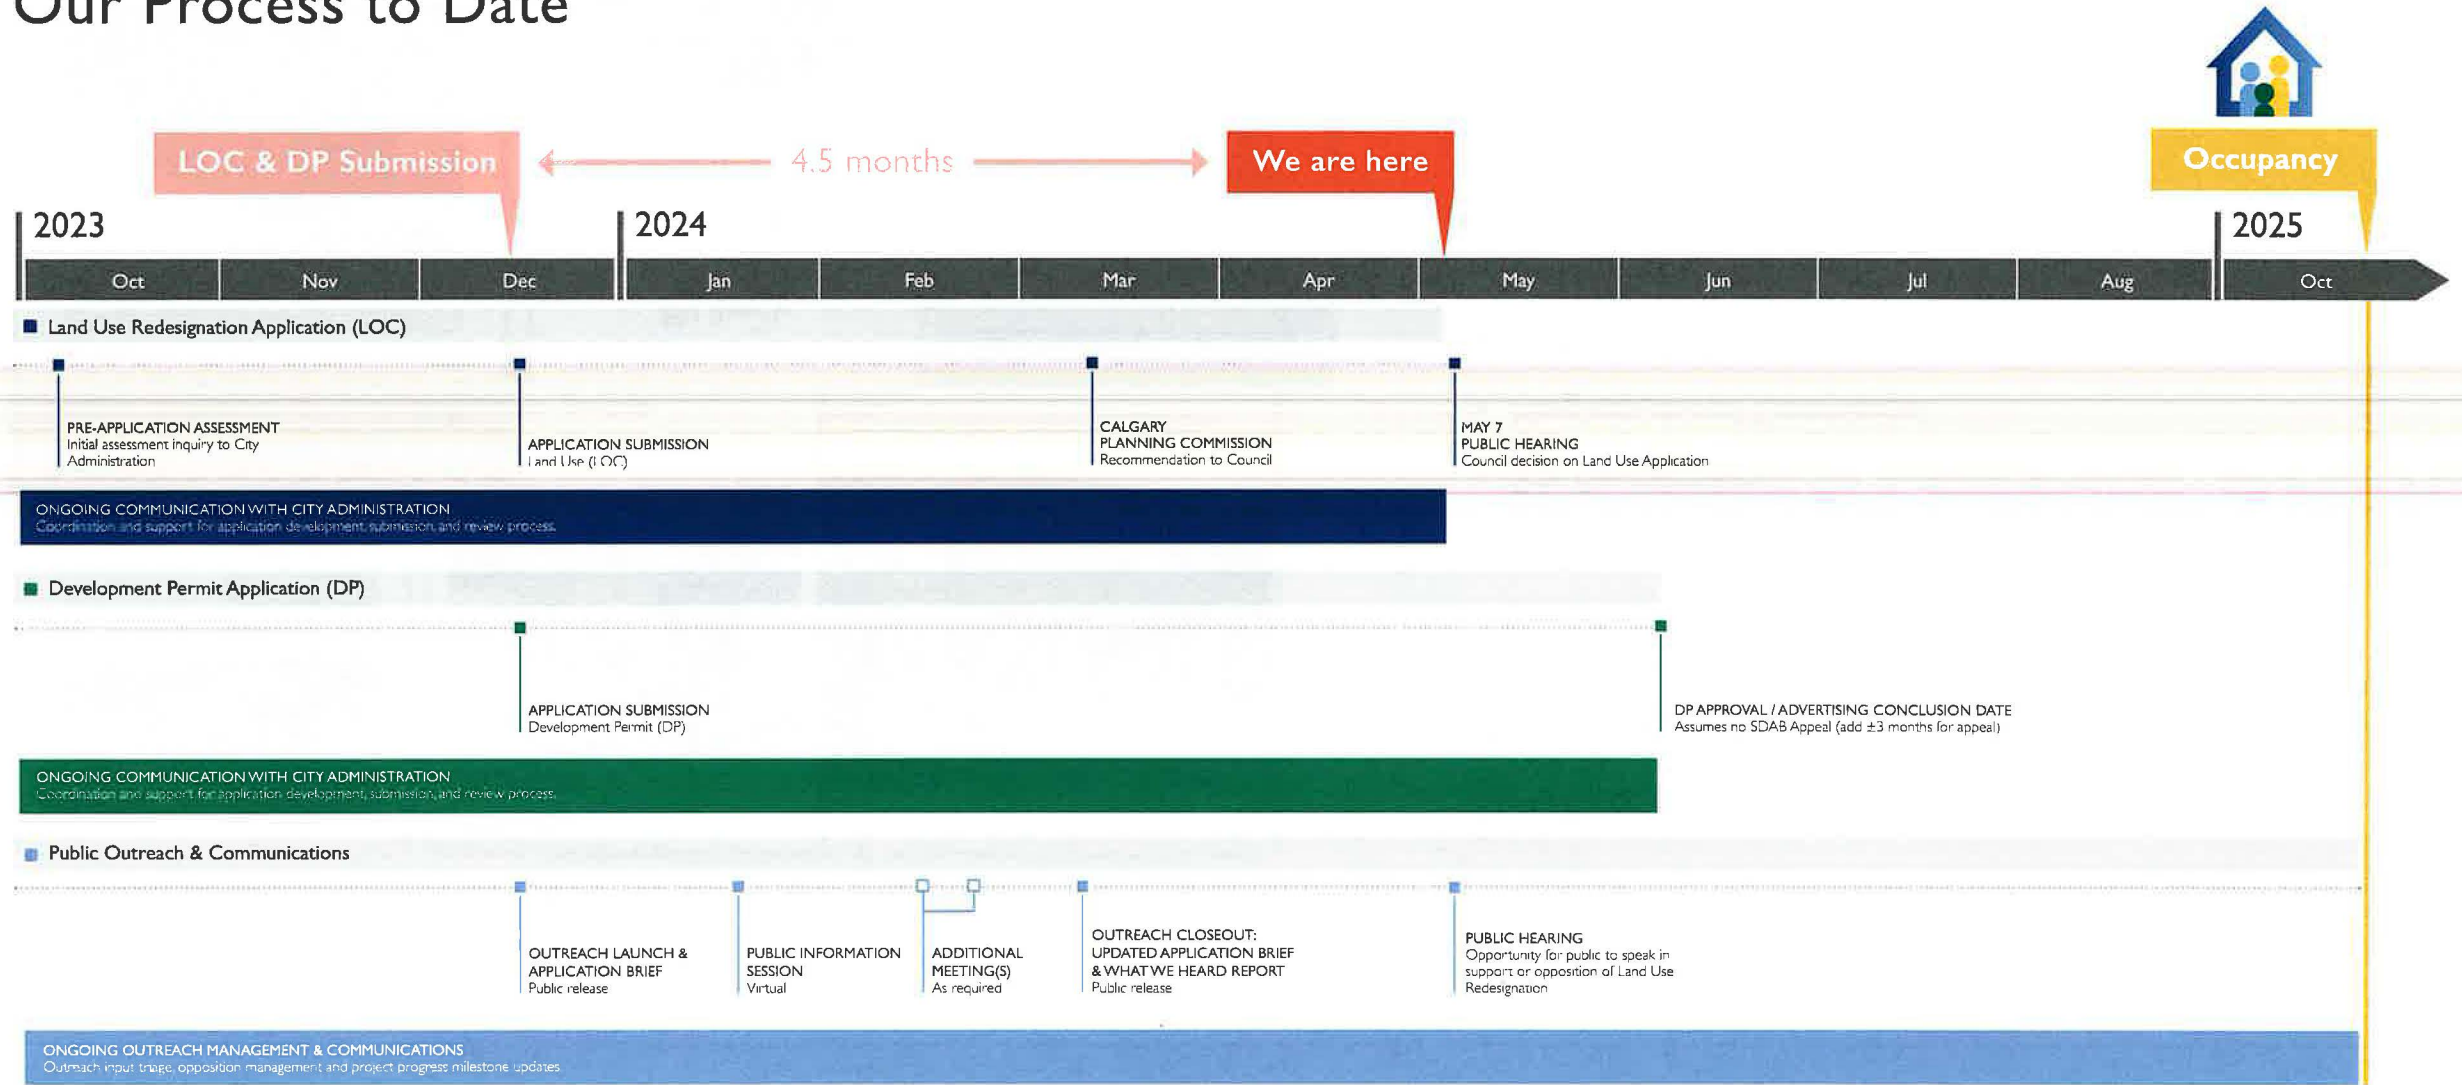 Our Process to Date
LOC & DP Submission
4.5 months
We are here
Occupancy
2023
2024
2025
Oct
Nov
Dec
Jan
Feb
Mar
Apr
May
Jun
Jul
Aug
Oct
Land Use Redesignation Application (LOC)
PRE-APPLICATION ASSESSMENT
Initial assessment inquiry to City
Administration
APPLICATION SUBMISSION
Land Use (LOC)
CALGARY
PLANNING COMMISSION
Recommendation to Council
MAY 7
PUBLIC HEARING
Council decision on Land Use Application
ONGOING COMMUNICATION WITH CITY ADMINISTRATION
Coordination and support for application development, submission, and review process.
Development Permit Application (DP)
APPLICATION SUBMISSION
Development Permit (DP)
DP APPROVAL / ADVERTISING CONCLUSION DATE
Assumes no SDAB Appeal (add ±3 months for appeal)
ONGOING COMMUNICATION WITH CITY ADMINISTRATION
Coordination and support for application development, submission, and review process.
Public Outreach & Communications
OUTREACH LAUNCH &
APPLICATION BRIEF
Public release
PUBLIC INFORMATION
SESSION
Virtual
ADDITIONAL
MEETING(S)
As required
OUTREACH CLOSEOUT:
UPDATED APPLICATION BRIEF
& WHAT WE HEARD REPORT
Public release
PUBLIC HEARING
Opportunity for public to speak in
support or opposition of Land Use
Redesignation
ONGOING OUTREACH MANAGEMENT & COMMUNICATIONS
Outreach input triage, opposition management and project progress milestone updates